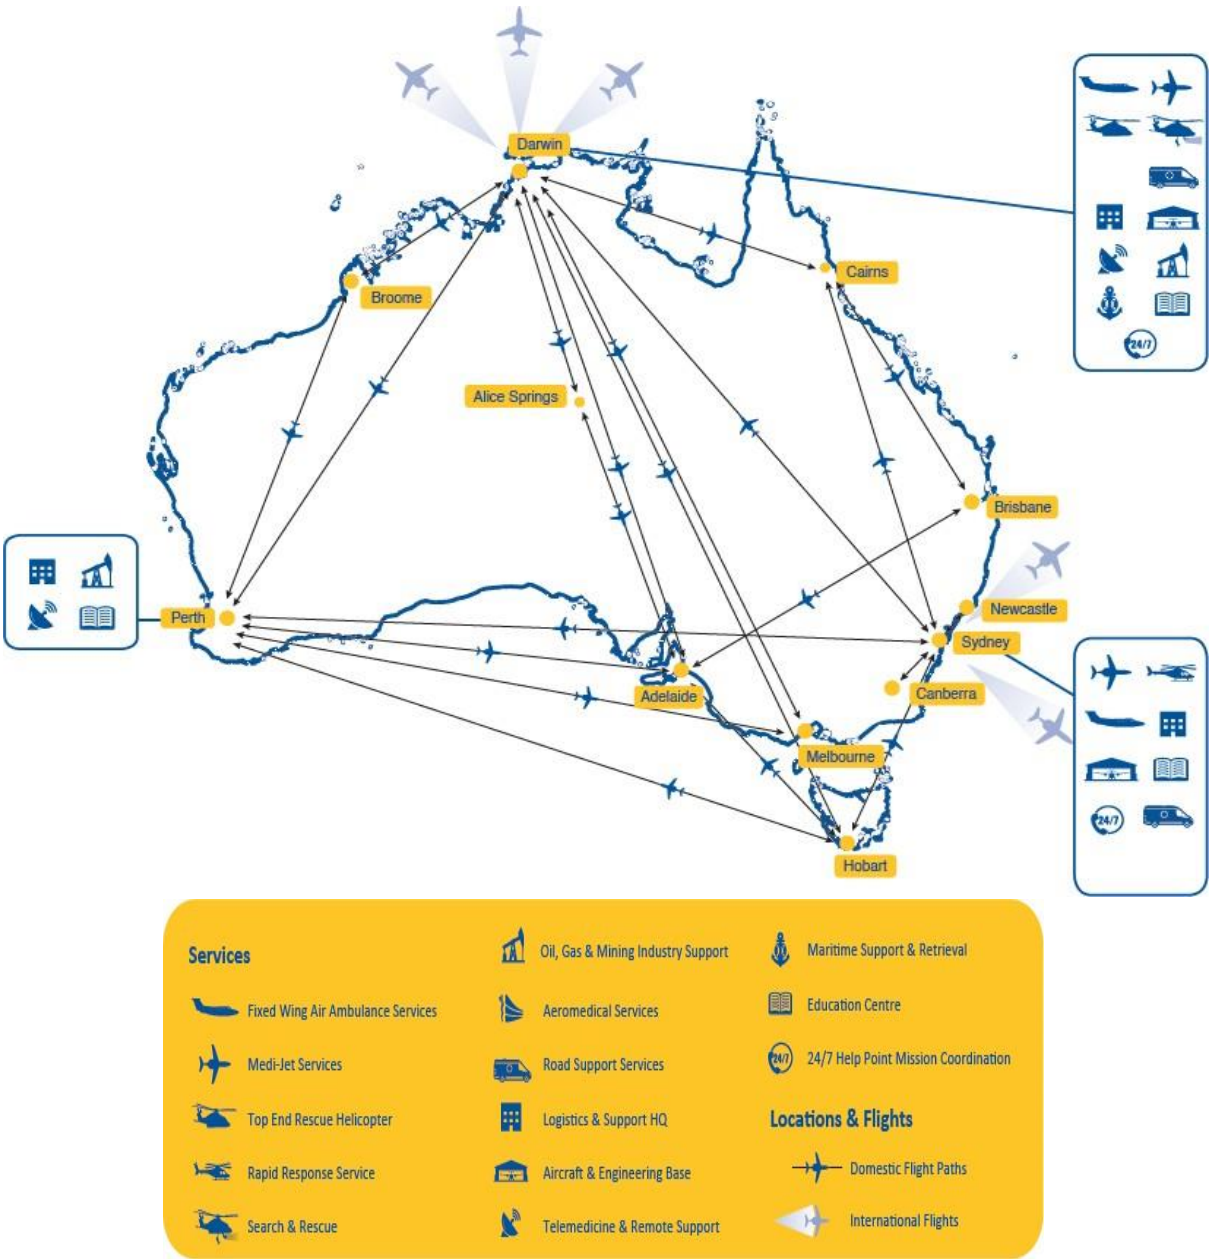 Darwin
24/7
Cairns
Broome
Alice Springs
Brisbane
Newcastle
Perth
Sydney
Canberra
Adelaide
Melbourne
24/7
Hobart
Services
Fixed Wing Air Ambulance Services
Medi-Jet Services
Top End Rescue Helicopter
Rapid Response Service
Search & Rescue
Oil, Gas & Mining Industry Support
Aeromedical Services
Road Support Services
Logistics & Support HQ
Aircraft & Engineering Base
Telemedicine & Remote Support
Maritime Support & Retrieval
Education Centre
24/7
24/7 Help Point Mission Coordination
Locations & Flights
Domestic Flight Paths
International Flights